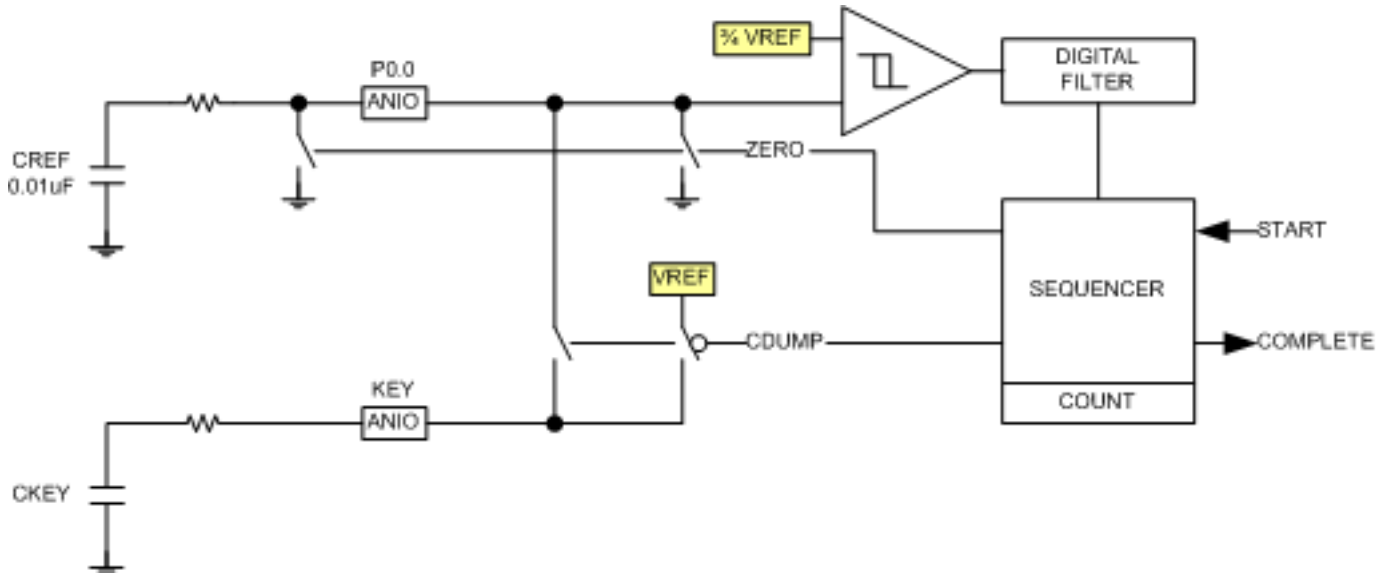 ¾ VREF
DIGITAL
FILTER
P0.0
ANIO
CREF
0.01uF
ZERO
START
VREF
SEQUENCER
CDUMP
COMPLETE
KEY
ANIO
COUNT
CKEY